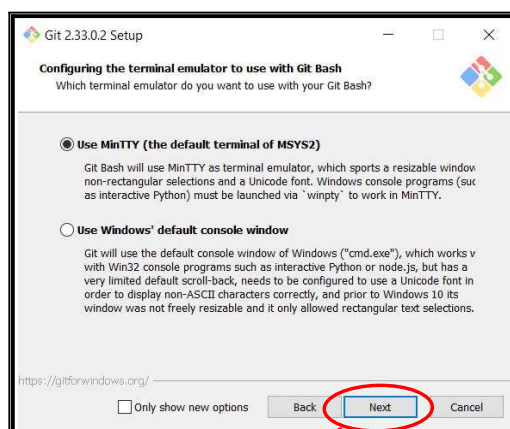 Git 2.33.0.2 Setup
Configuring the terminal emulator to use with Git Bash
Which terminal emulator do you want to use with your Git Bash?
Use MinTTY (the default terminal of MSYS2)
Git Bash will use MinTTY as terminal emulator, which sports a resizable window
non-rectangular selections and a Unicode font. Windows console programs (suc
as interactive Python) must be launched via `winpty` to work in MinTTY.
Use Windows' default console window
Git will use the default console window of Windows ("cmd.exe"), which works v
with Win32 console programs such as interactive Python or node.js, but has a
very limited default scroll-back, needs to be configured to use a Unicode font in
order to display non-ASCII characters correctly, and prior to Windows 10 its
window was not freely resizable and it only allowed rectangular text selections.
https://gitforwindows.org/
Only show new options Back Next Cancel